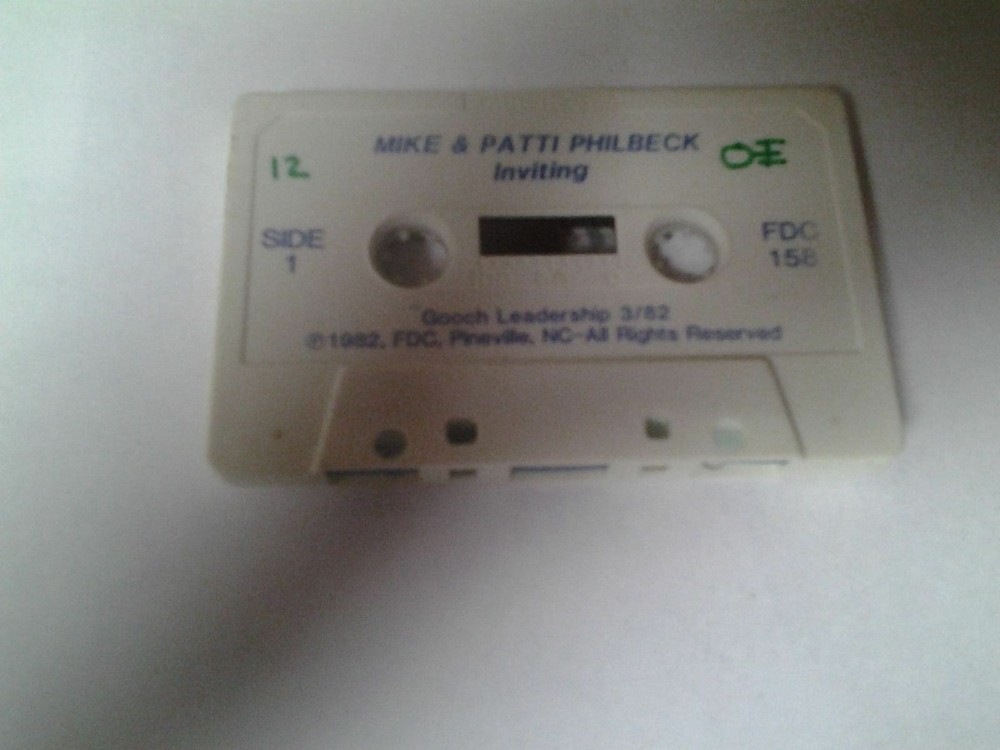 MIKE & PATTI PHILBECK
Inviting
12
SIDE
1
FDC
158
Gooch Leadership 3/82
℗1982, FDC, Pineville, NC-All Rights Reserved